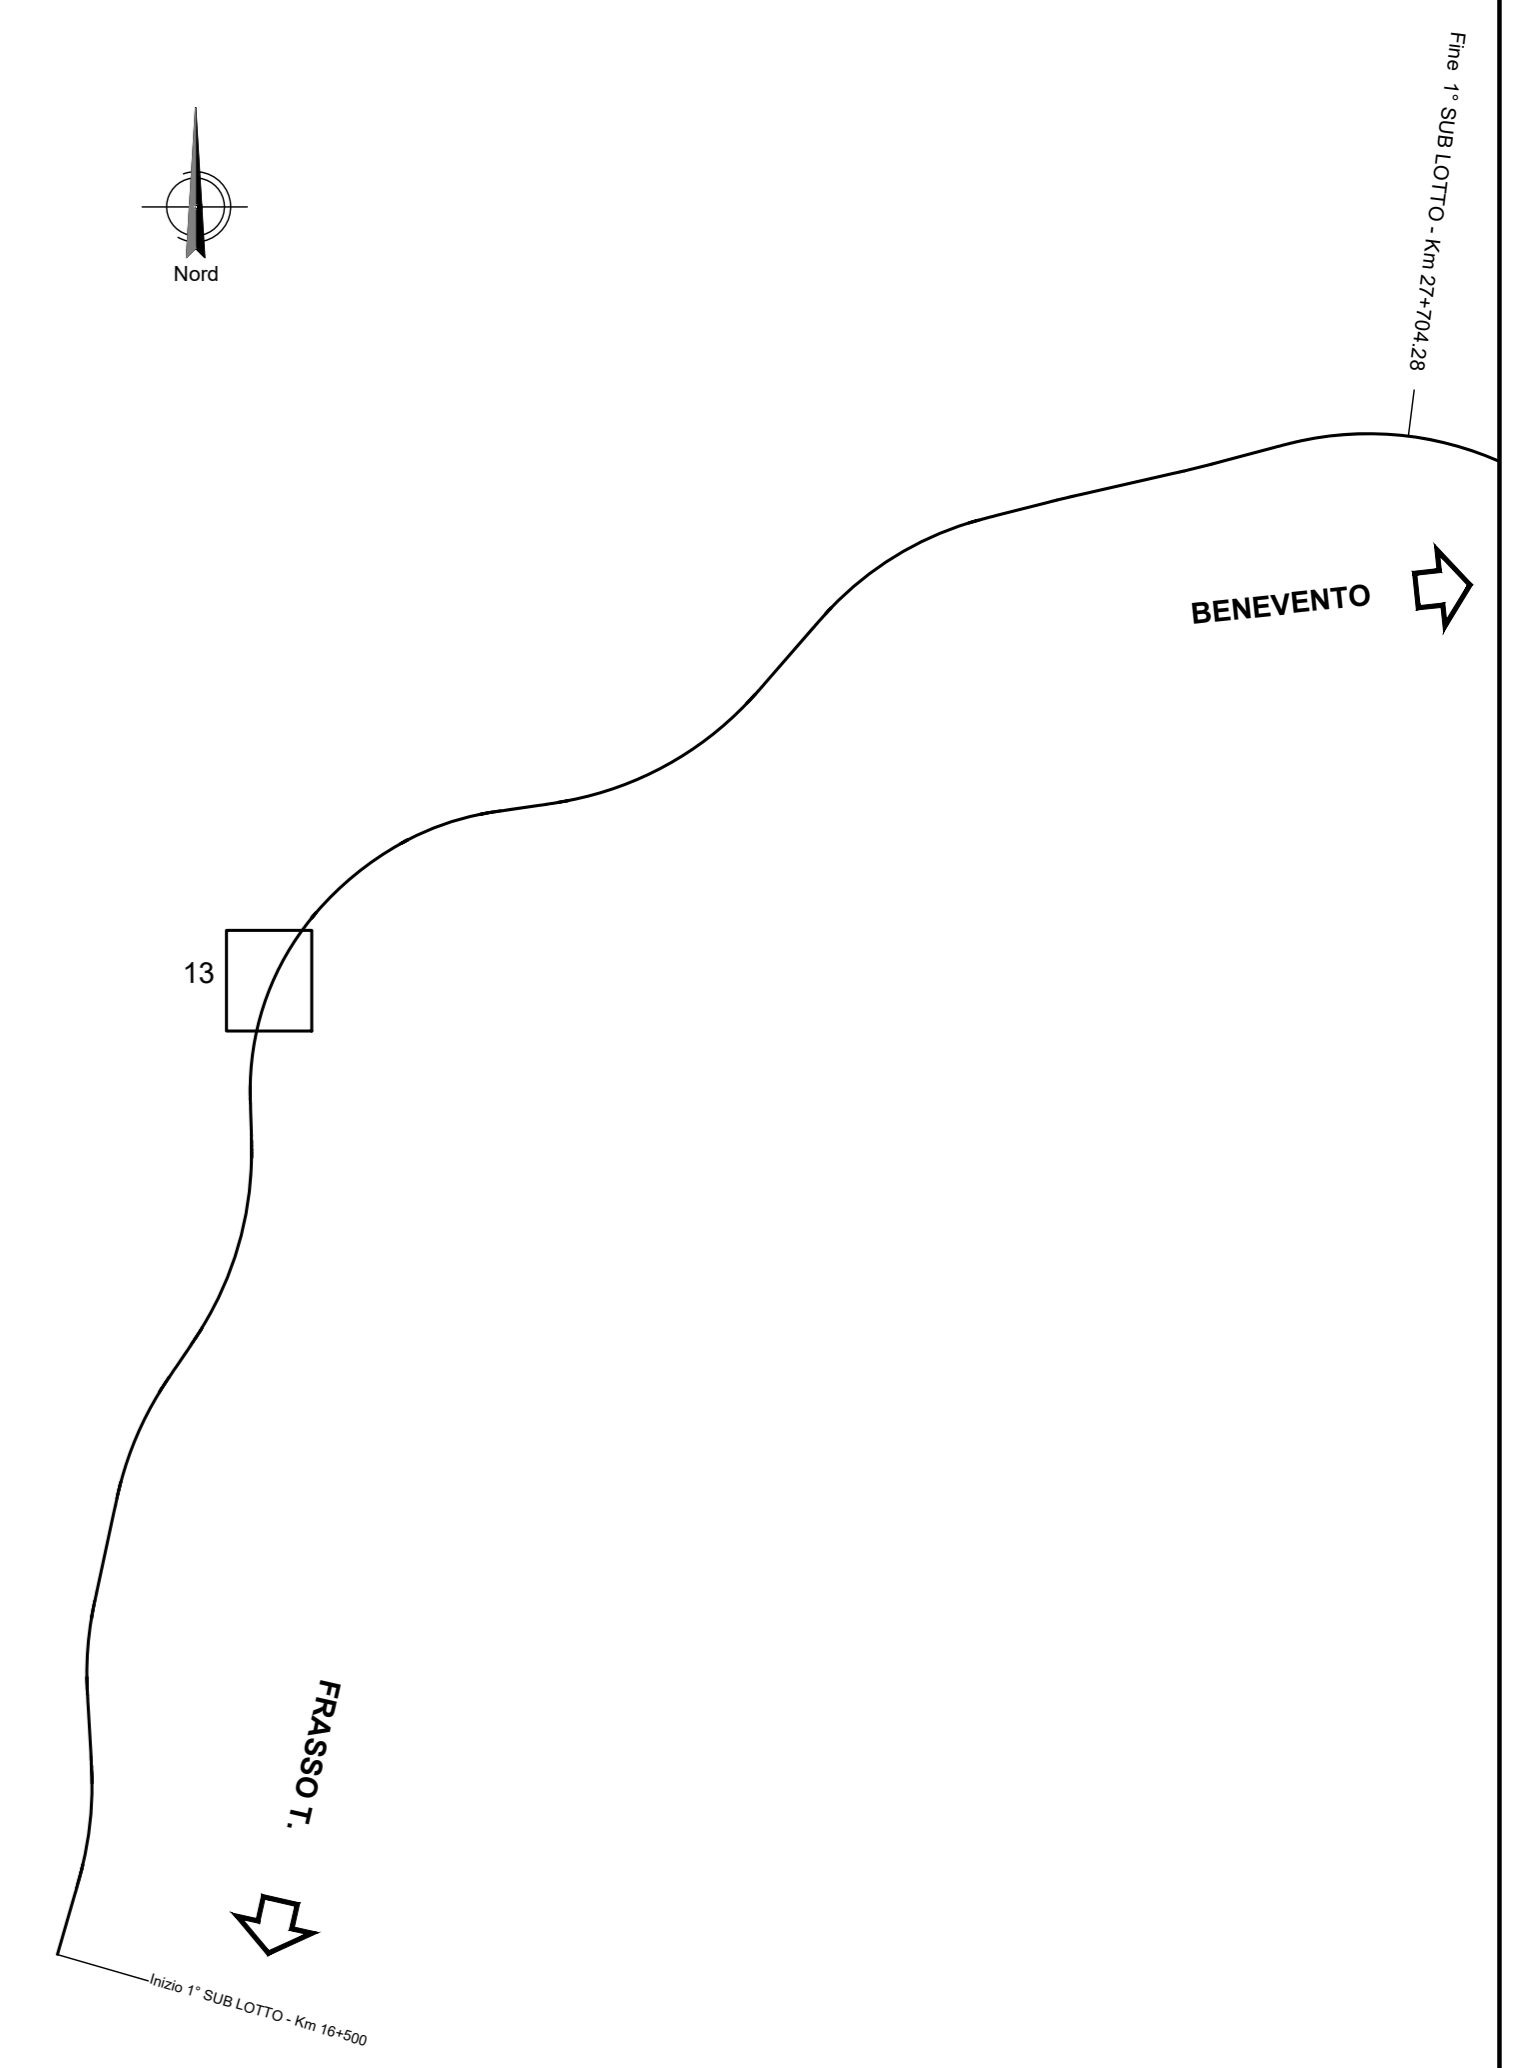 Fine 1° SUB LOTTO - Km 27+704.28
Nord
BENEVENTO
13
FRASSO T.
Inizio 1° SUB LOTTO - Km 16+500